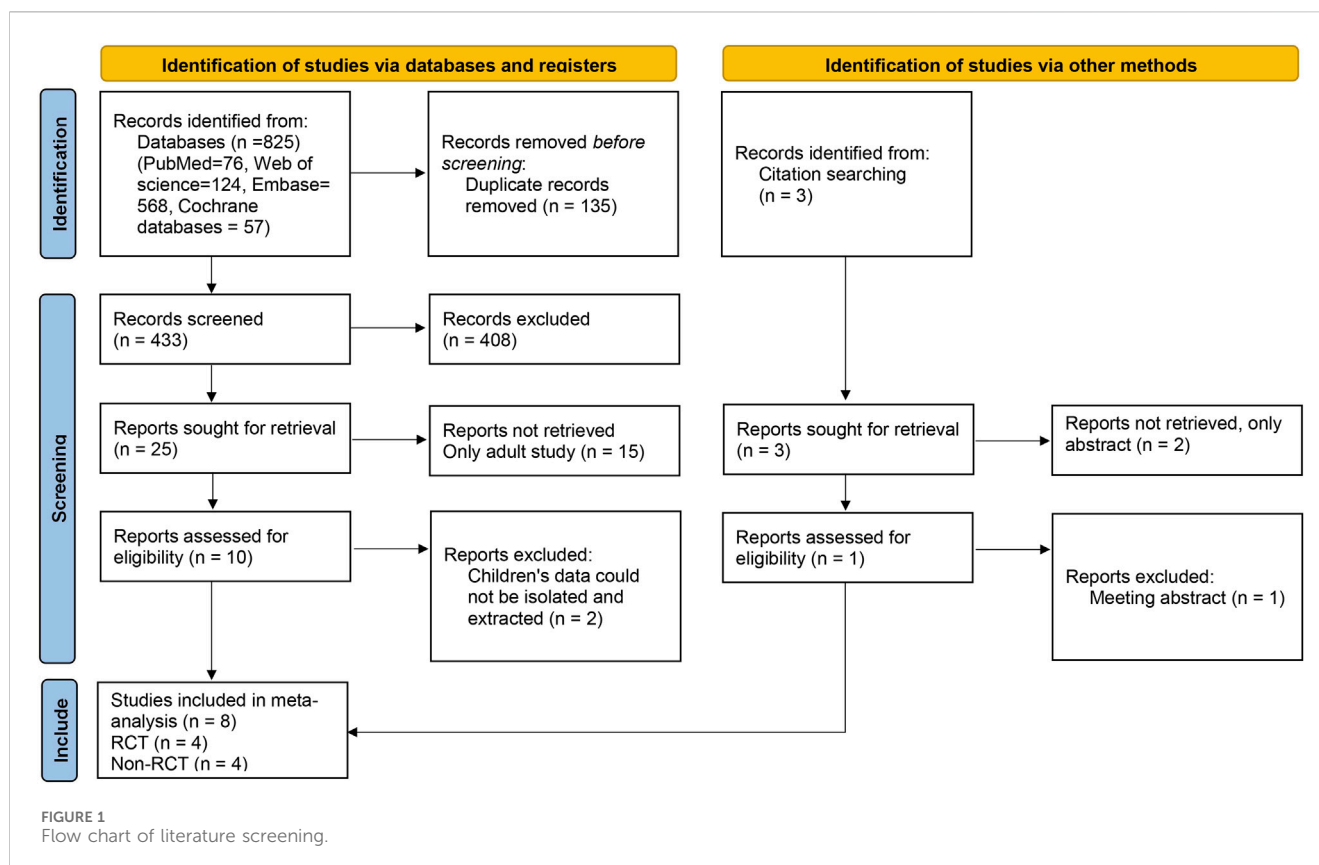 Identification of studies via databases and registers
Identification of studies via other methods
Identification
Records identified from:
Databases (n =825)
(PubMed=76, Web of
science=124, Embase=
568, Cochrane
databases = 57)
Records removed before
screening:
Duplicate records
removed (n = 135)
Records identified from:
Citation searching
(n = 3)
Screening
Records screened
(n = 433)
Records excluded
(n = 408)
Reports sought for retrieval
(n = 25)
Reports not retrieved
Only adult study (n = 15)
Reports sought for retrieval
(n = 3)
Reports not retrieved, only
abstract (n = 2)
Reports assessed for
eligibility (n = 10)
Reports excluded:
Children's data could
not be isolated and
extracted (n = 2)
Reports assessed for
eligibility (n = 1)
Reports excluded:
Meeting abstract (n = 1)
Include
Studies included in meta-
analysis (n = 8)
RCT (n = 4)
Non-RCT (n = 4)
FIGURE 1
Flow chart of literature screening.